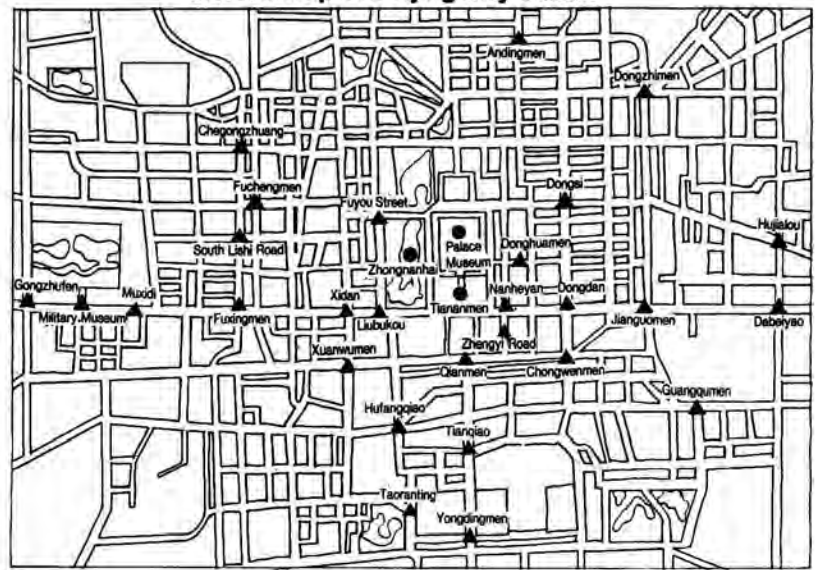 Andingmen
Dongzhimen
Chegongzhuang
Fuchengmen
Fuyou Street
Dongsi
South Lishi Road
Palace
Museum
Donghuamen
Hujialou
Zhongnanhai
Gongzhufen
Military Museum
Muxidi
Fuxingmen
Xidan
Liubukou
Tiananmen
Nanheyan
Dongdan
Jianguomen
Dabeiyao
Zhengyi Road
Xuanwumen
Qianmen
Chongwenmen
Guangqumen
Hufangqiao
Tianqiao
Taoranting
Yongdingmen